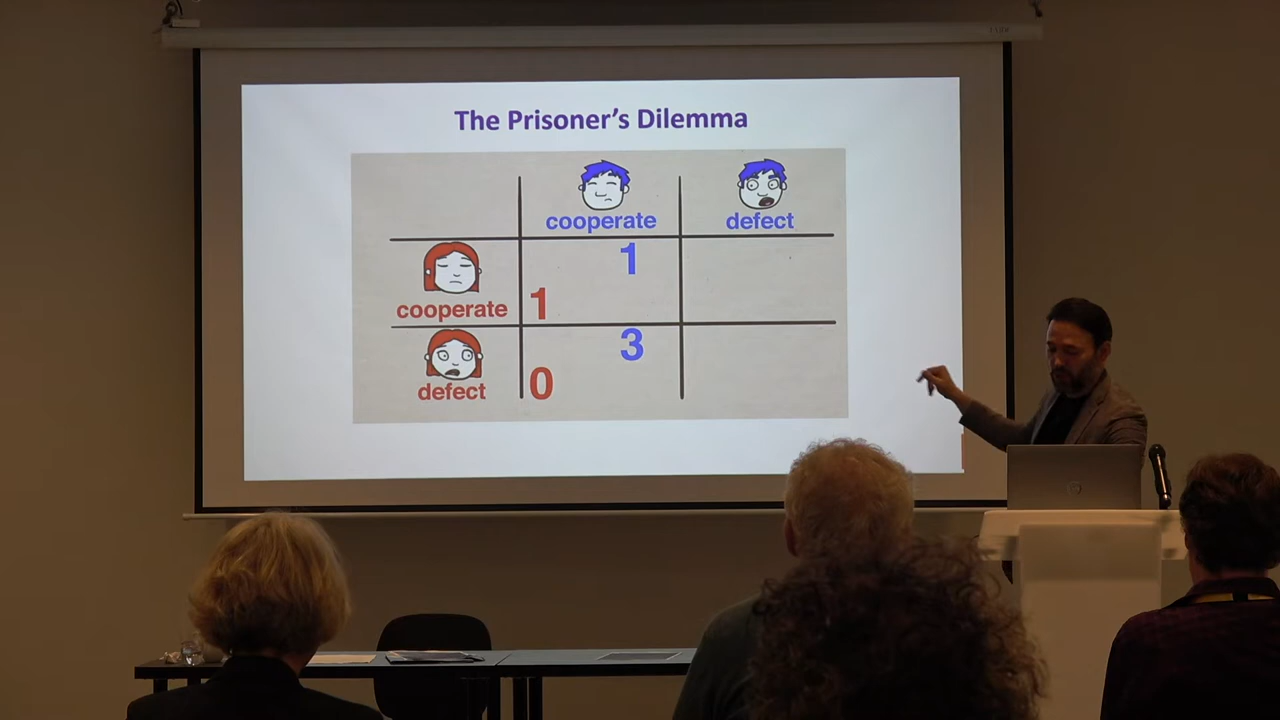 The Prisoner's Dilemma
cooperate defect
1
cooperate 1
3
defect 0